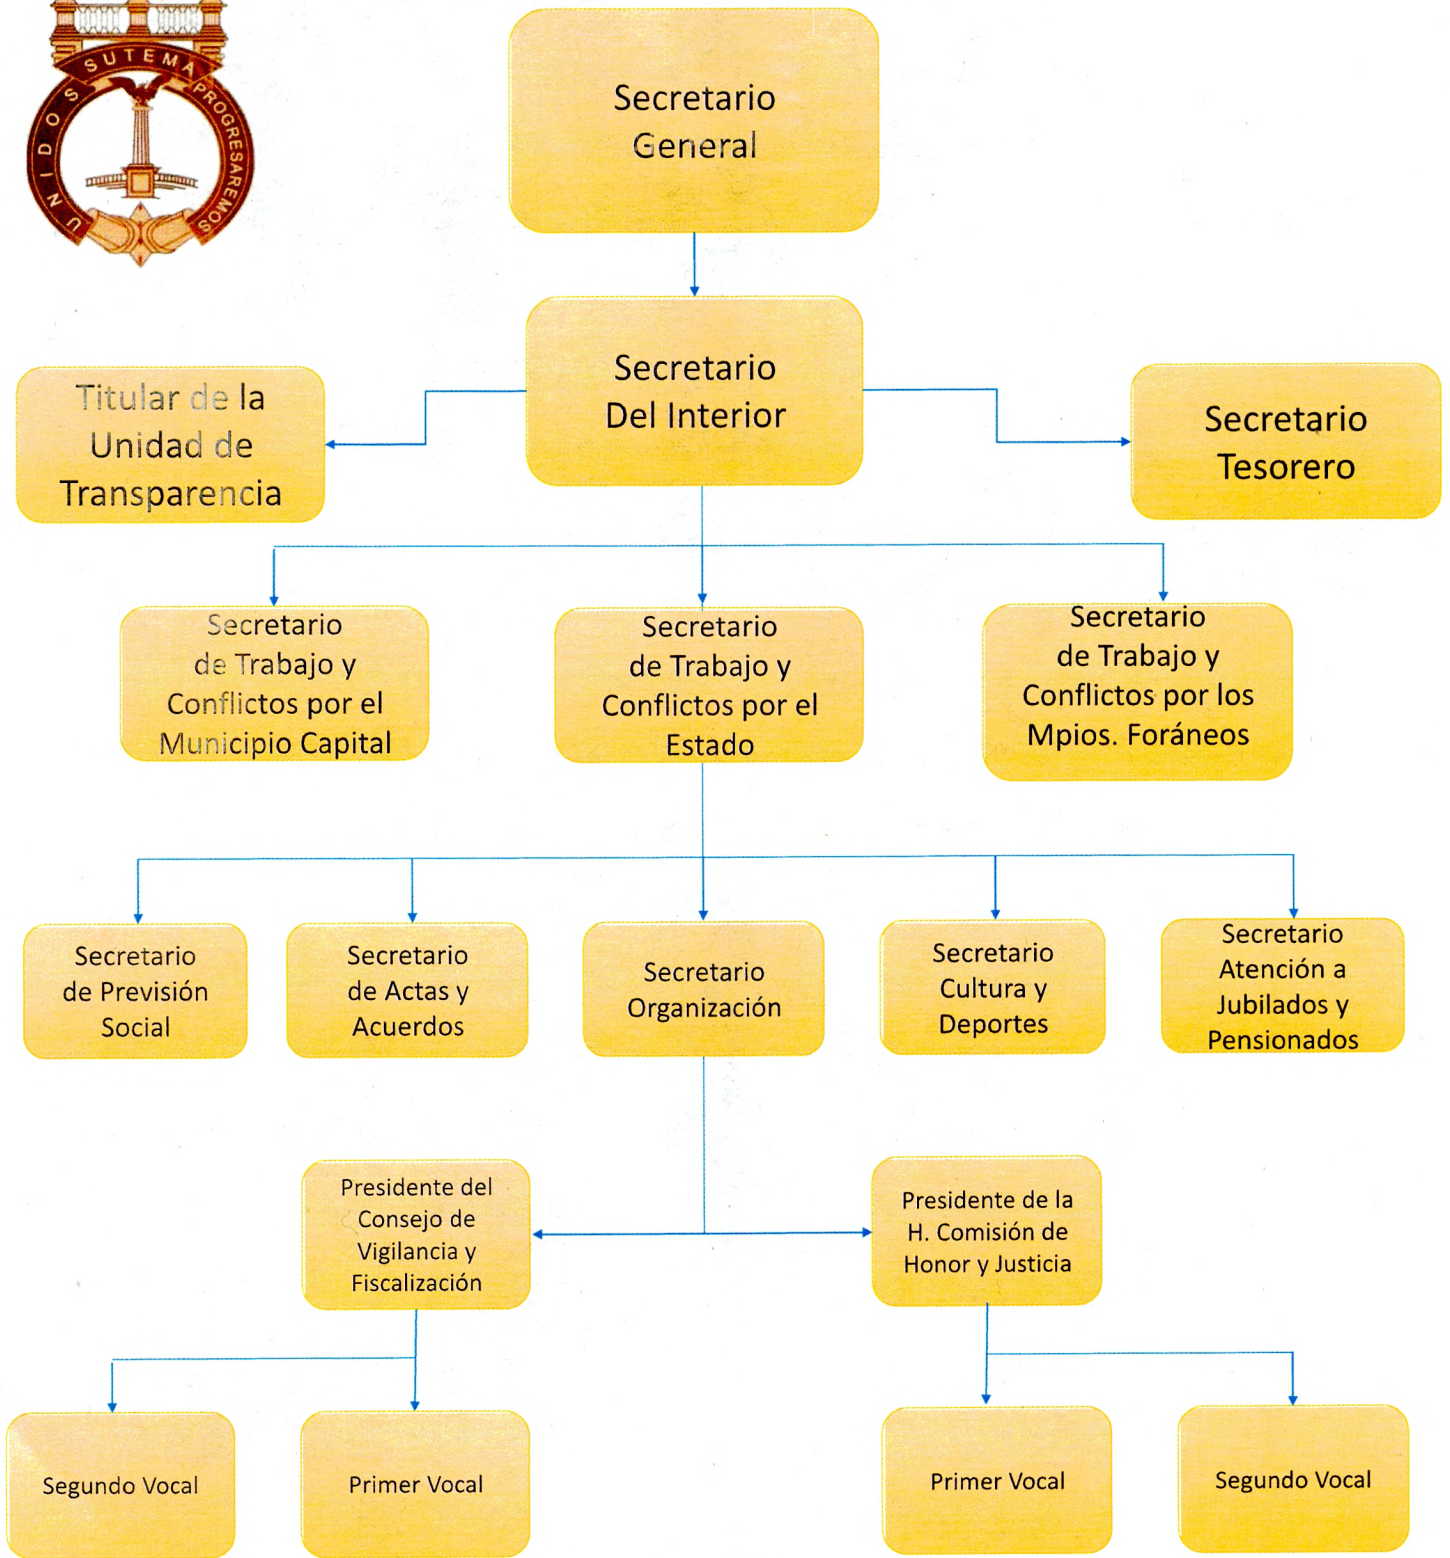 SUTEMA
UNIDOS
PROGRESAREMOS
Secretario
General
Secretario
Del Interior
Titular de la
Unidad de
Transparencia
Secretario
Tesorero
Secretario
de Trabajo y
Conflictos por el
Municipio Capital
Secretario
de Trabajo y
Conflictos por el
Estado
Secretario
de Trabajo y
Conflictos por los
Mpios. Foráneos
Secretario
de Previsión
Social
Secretario
de Actas y
Acuerdos
Secretario
Organización
Secretario
Cultura y
Deportes
Secretario
Atención a
Jubilados y
Pensionados
Presidente del
Consejo de
Vigilancia y
Fiscalización
Presidente de la
H. Comisión de
Honor y Justicia
Segundo Vocal
Primer Vocal
Primer Vocal
Segundo Vocal